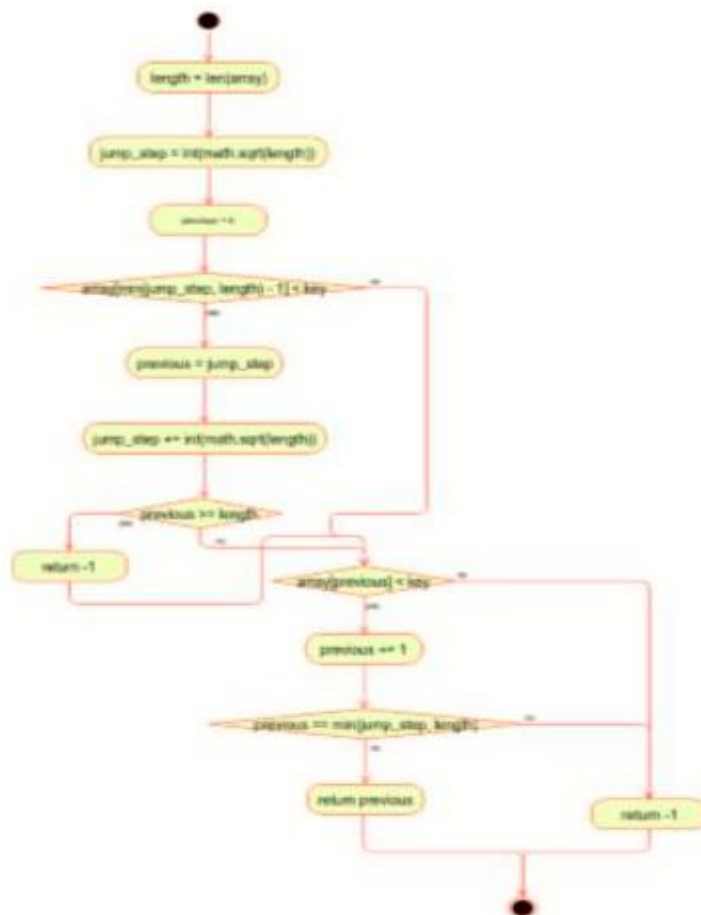 length = len(array)
jump_step = int(math.sqrt(length))
array[min(jump_step, length) - 1] < key
previous = jump_step
jump_step += int(math.sqrt(length))
previous >= length
return -1
array[previous] < key
previous += 1
previous == min(jump_step, length)
return previous
return -1